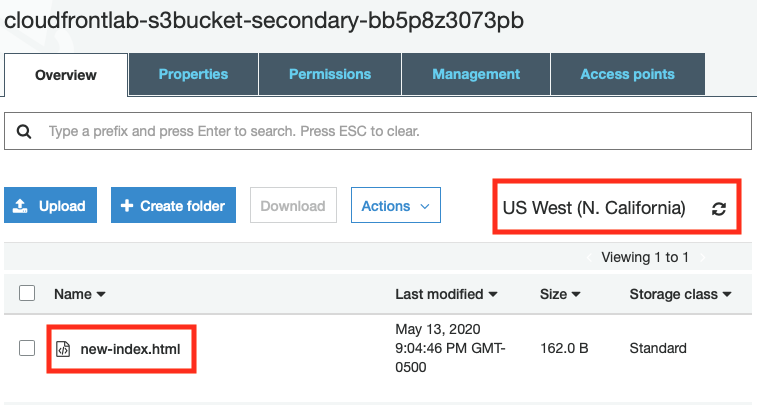 cloudfrontlab-s3bucket-secondary-bb5p8z3073pb
Overview Properties Permissions Management Access points
Type a prefix and press Enter to search. Press ESC to clear.
Upload Create folder Download Actions US West (N. California)
Viewing 1 to 1
Name Last modified Size Storage class
new-index.html May 13, 2020 9:04:46 PM GMT-0500 162.0 B Standard